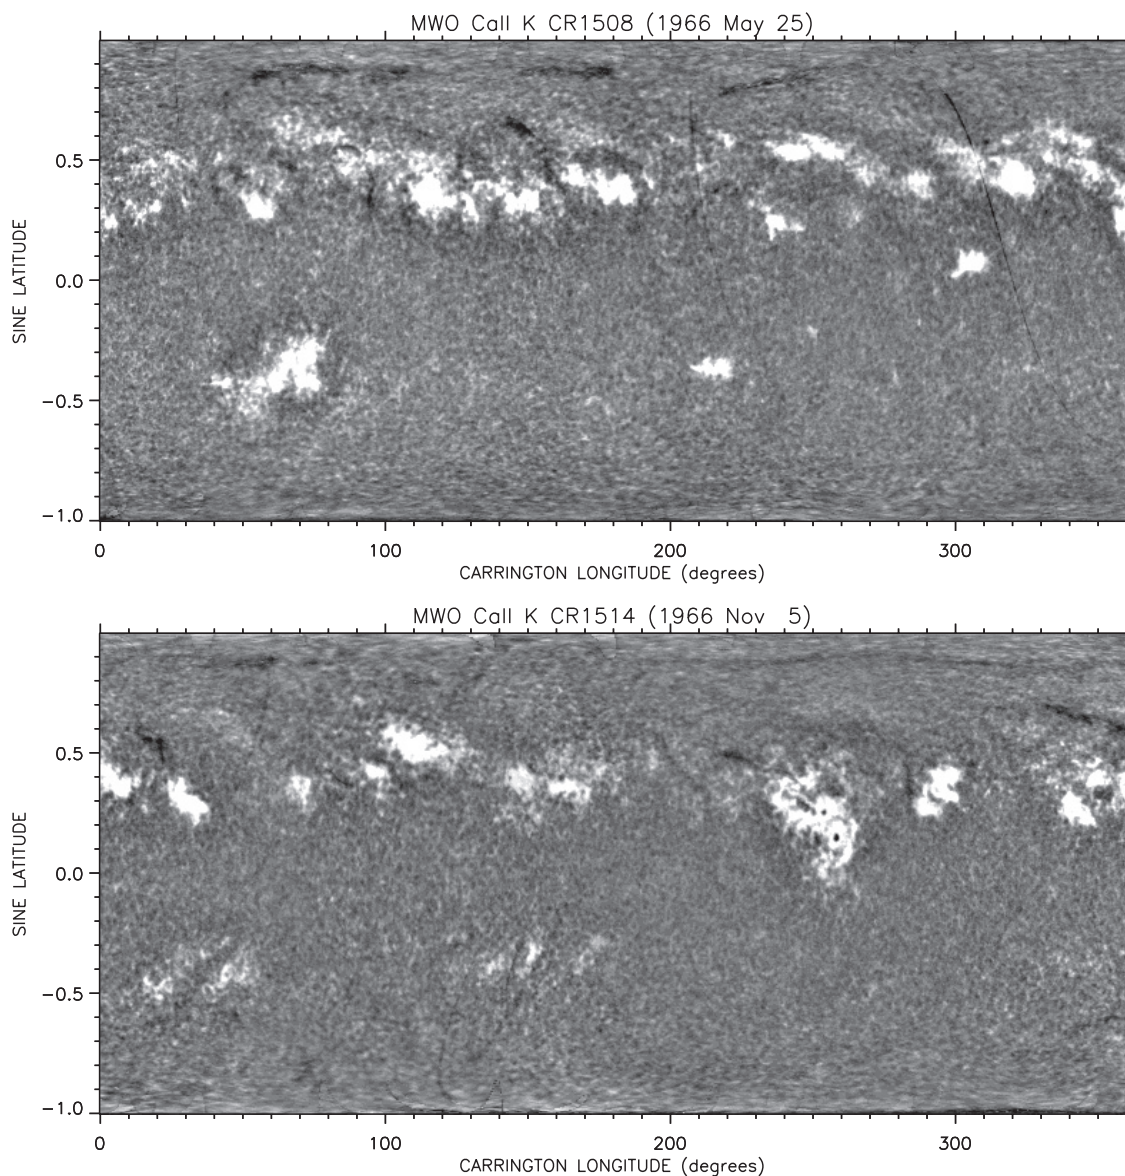 MWO CaII K CR1508 (1966 May 25)
0.5
0.0
-0.5
-1.0
SINE LATITUDE
0 100 200 300
CARRINGTON LONGITUDE (degrees)
MWO CaII K CR1514 (1966 Nov 5)
0.5
0.0
-0.5
-1.0
SINE LATITUDE
0 100 200 300
CARRINGTON LONGITUDE (degrees)